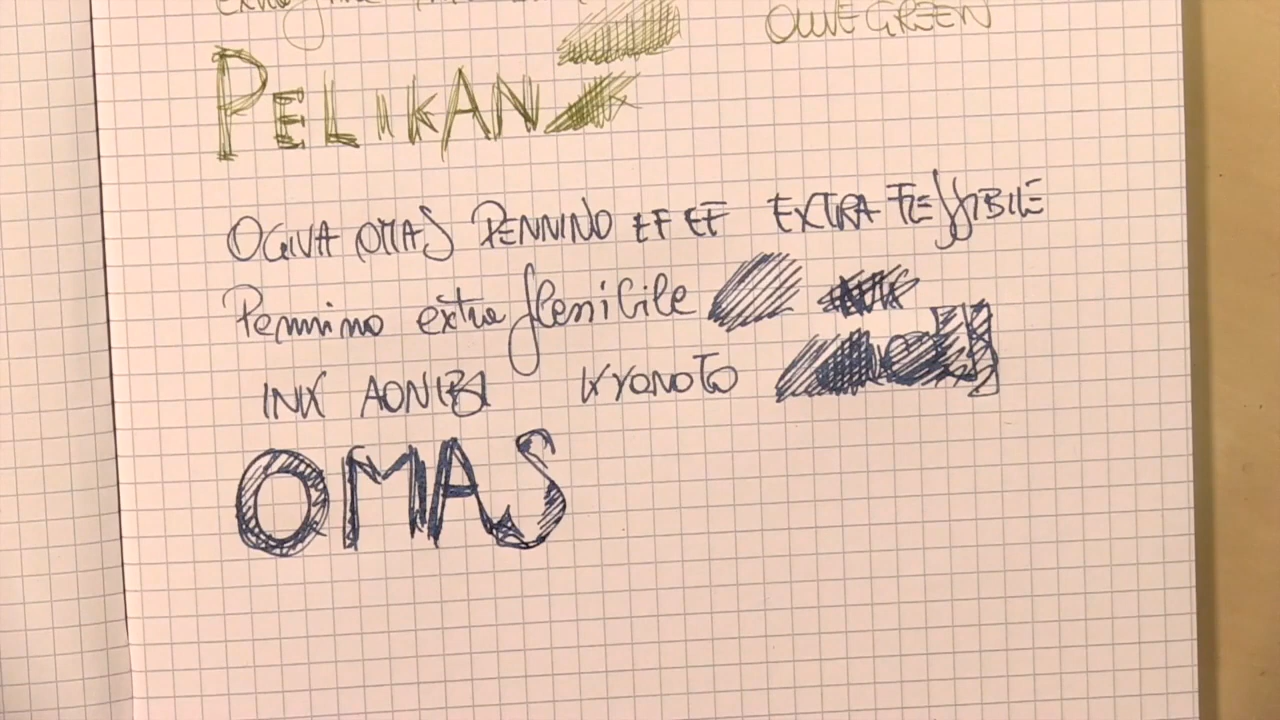 OLIVE GREEN
PELIKAN
OGIVA OMAS PENNINO EF EF EXTRA FLESSIBILE
Pennino extra flessibile
INK AONIBI KYONOTO
OMAS